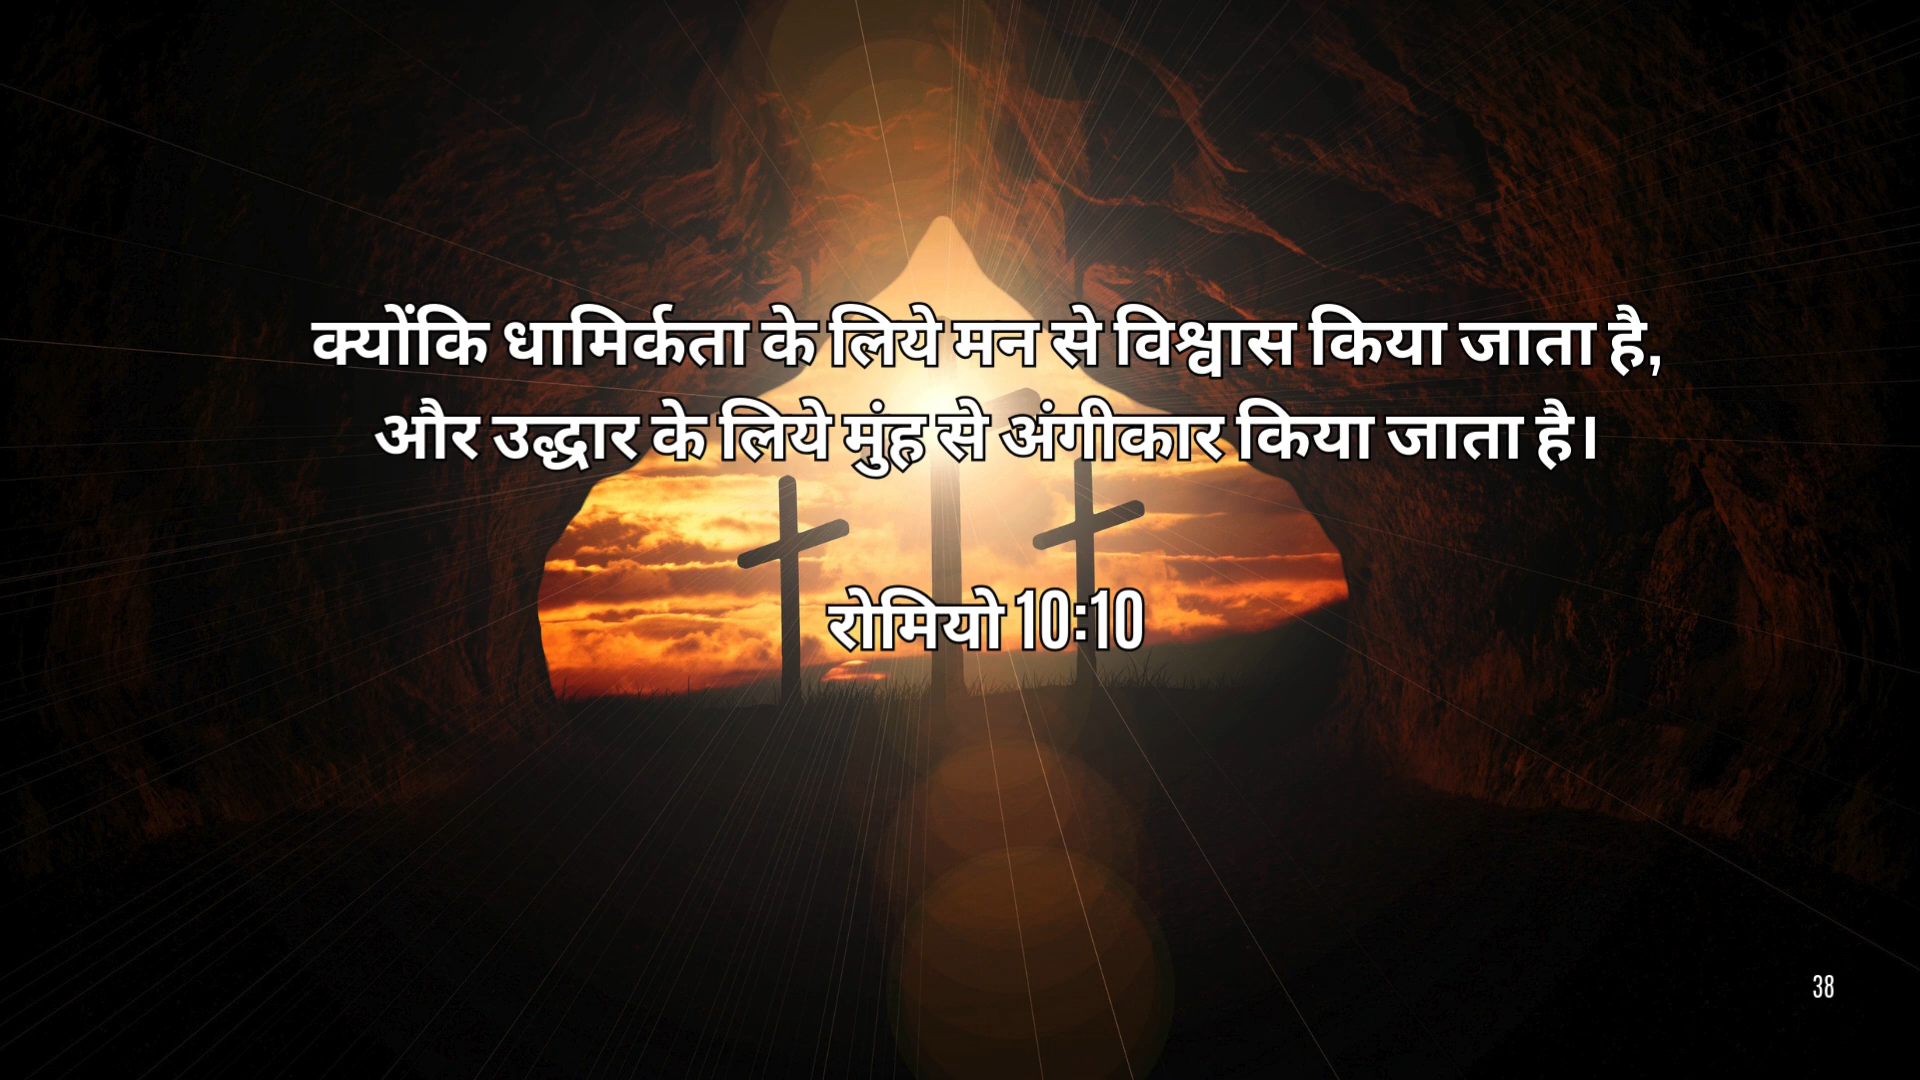 क्योंकि धामिर्कता के लिये मन से विश्वास किया जाता है,
और उद्धार के लिये मुंह से अंगीकार किया जाता है।
रोमियो 10:10
38